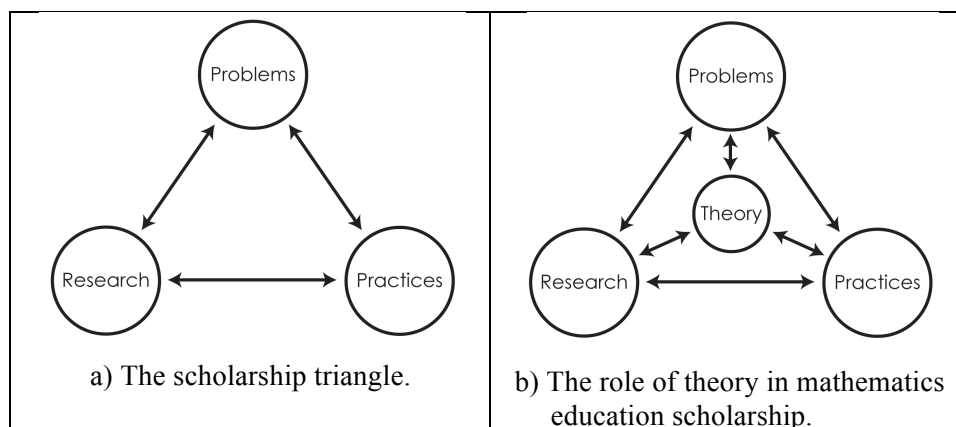 Problems
Research
Practices
a) The scholarship triangle.
Problems
Theory
Research
Practices
b) The role of theory in mathematics
education scholarship.